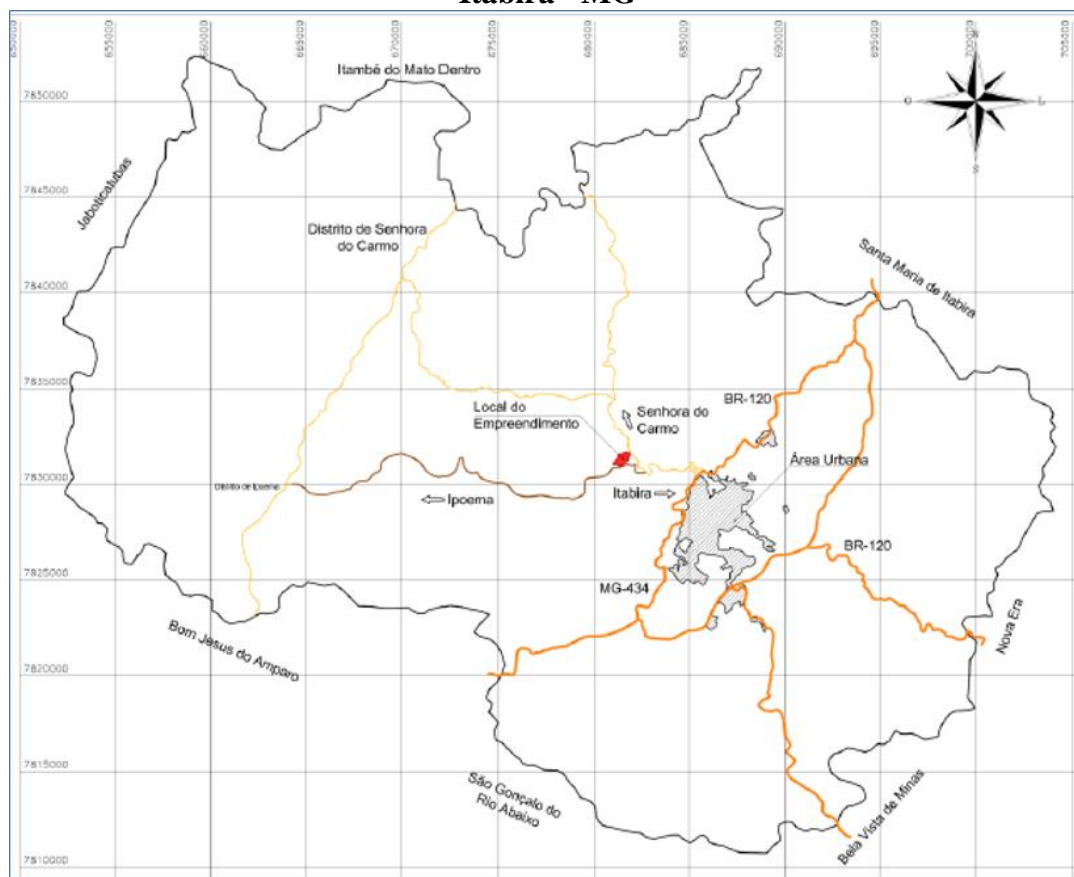 Itabira - MG
650000
655000
660000
665000
670000
675000
680000
685000
690000
695000
700000
705000
Itambé do Mato Dentro
7850000
O
L
S
Jaboticatubas
7845000
Distrito de Senhora
do Carmo
Santa Maria de Itabira
7840000
7835000
BR-120
Local do
Empreendimento
Senhora do
Carmo
Área Urbana
7830000
Distrito de Ipoema
Ipoema
Itabira
BR-120
7825000
MG-434
Nova Era
Bom Jesus do Amparo
7820000
7815000
São Gonçalo do
Rio Abaixo
Bela Vista de Minas
7810000